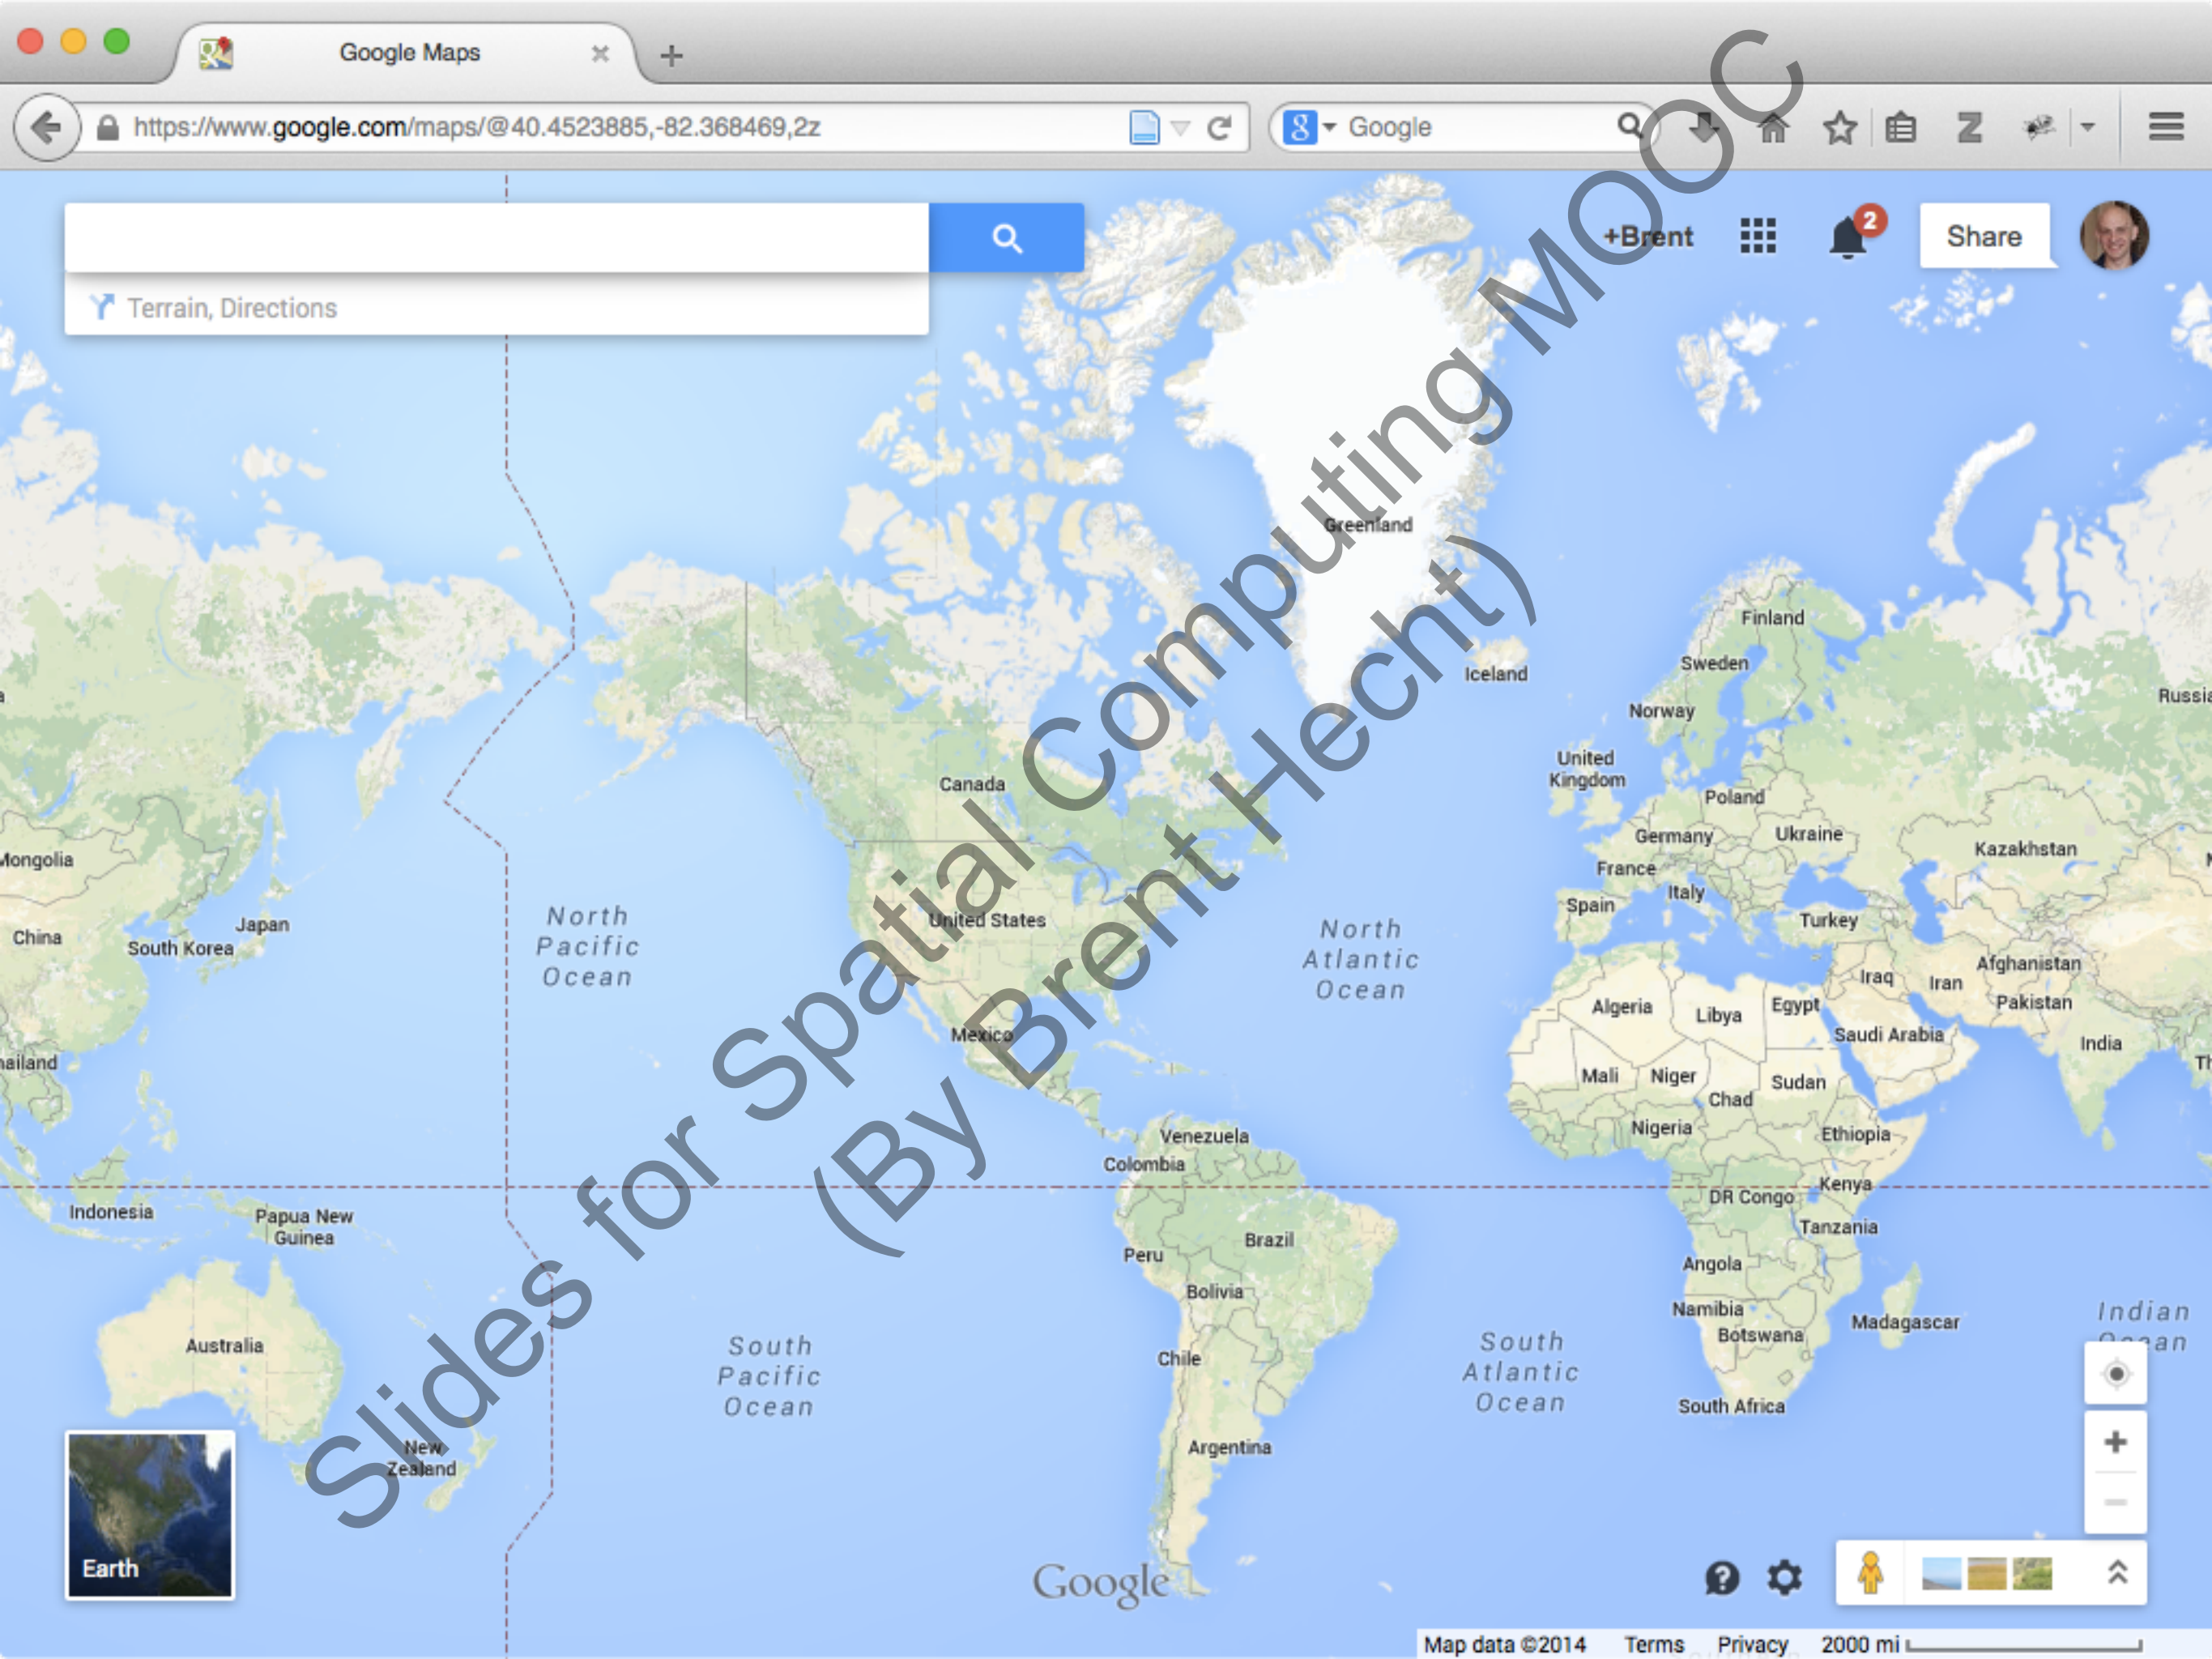 Google Maps
https://www.google.com/maps/@40.4523885,-82.368469,2z
Google
+Brent
2
Share
Terrain, Directions
Greenland
Finland
Iceland
Sweden
Norway
Russia
United
Kingdom
Canada
Poland
Germany
Ukraine
Mongolia
Kazakhstan
France
Italy
Spain
Japan
China
South Korea
United States
Turkey
North
Pacific
Ocean
North
Atlantic
Ocean
Afghanistan
Iraq
Iran
Pakistan
Algeria
Libya
Egypt
Saudi Arabia
India
Mexico
hailand
Mali
Niger
Sudan
Chad
Nigeria
Ethiopia
Venezuela
Colombia
Kenya
DR Congo
Indonesia
Papua New
Guinea
Tanzania
Brazil
Peru
Angola
Bolivia
Namibia
Botswana
Madagascar
Indian
Ocean
Australia
South
Pacific
Ocean
Chile
South
Atlantic
Ocean
South Africa
New
Zealand
Argentina
Earth
Google
Map data ©2014 Terms Privacy 2000 mi
Slides for Spatial Computing MOOC
(By Brent Hecht)